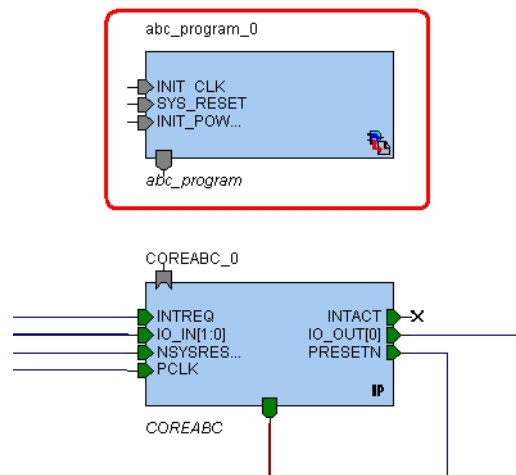 abc_program_0
INIT_CLK
SYS_RESET
INIT_POW...
abc_program
COREABC_0
INTREQ INTACT
IO_IN[1:0] IO_OUT[0]
NSYSRES... PRESETN
PCLK
IP
COREABC